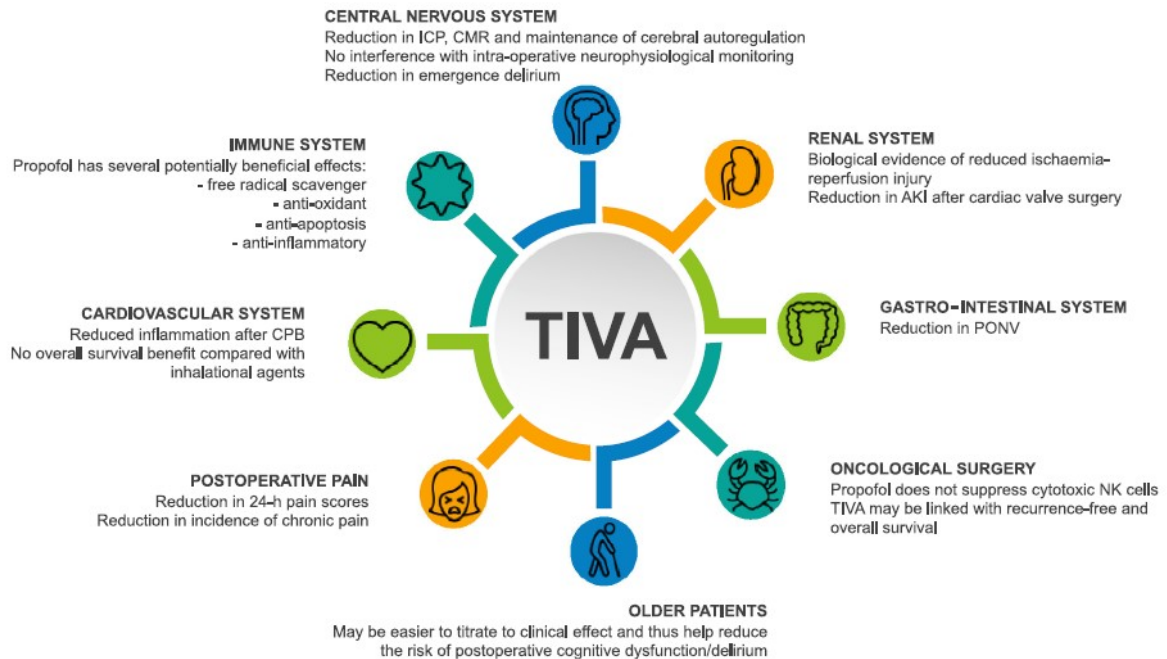 CENTRAL NERVOUS SYSTEM
Reduction in ICP, CMR and maintenance of cerebral autoregulation
No interference with intra-operative neurophysiological monitoring
Reduction in emergence delirium
IMMUNE SYSTEM
Propofol has several potentially beneficial effects:
- free radical scavenger
- anti-oxidant
- anti-apoptosis
- anti-inflammatory
RENAL SYSTEM
Biological evidence of reduced ischaemia-
reperfusion injury
Reduction in AKI after cardiac valve surgery
CARDIOVASCULAR SYSTEM
Reduced inflammation after CPB
No overall survival benefit compared with
inhalational agents
TIVA
GASTRO-INTESTINAL SYSTEM
Reduction in PONV
POSTOPERATIVE PAIN
Reduction in 24-h pain scores
Reduction in incidence of chronic pain
ONCOLOGICAL SURGERY
Propofol does not suppress cytotoxic NK cells
TIVA may be linked with recurrence-free and
overall survival
OLDER PATIENTS
May be easier to titrate to clinical effect and thus help reduce
the risk of postoperative cognitive dysfunction/delirium